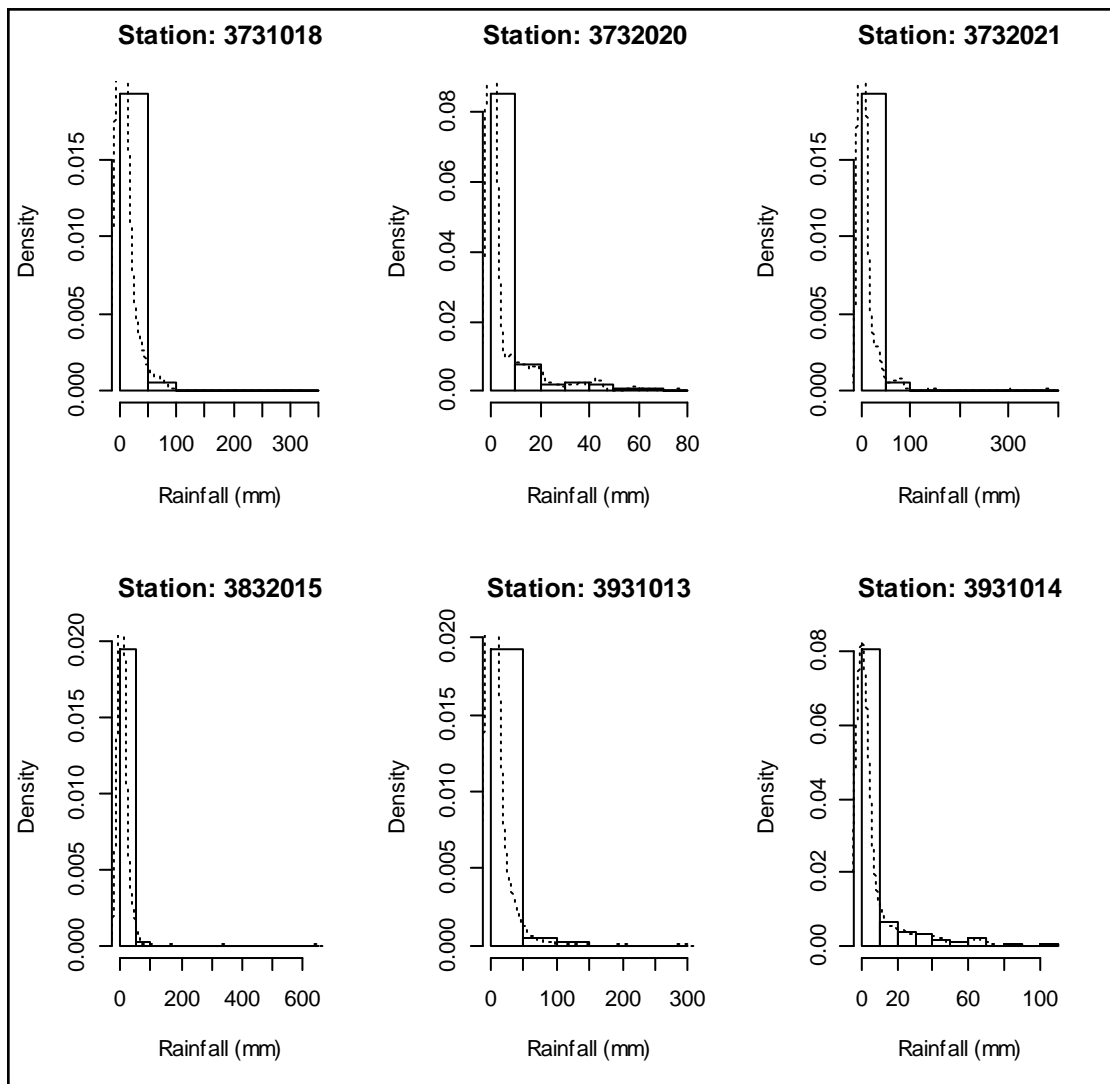 Station: 3731018
Density
0.015
0.010
0.005
0.000
0 100 200 300
Rainfall (mm)
Station: 3732020
Density
0.08
0.06
0.04
0.02
0.00
0 20 40 60 80
Rainfall (mm)
Station: 3732021
Density
0.015
0.010
0.005
0.000
0 100 300
Rainfall (mm)
Station: 3832015
Density
0.020
0.015
0.010
0.005
0.000
0 200 400 600
Rainfall (mm)
Station: 3931013
Density
0.020
0.015
0.010
0.005
0.000
0 100 200 300
Rainfall (mm)
Station: 3931014
Density
0.08
0.06
0.04
0.02
0.00
0 20 60 100
Rainfall (mm)